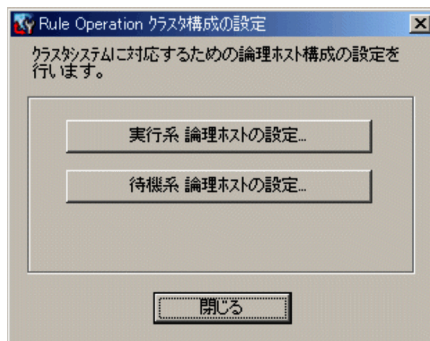 Rule Operation クラスタ構成の設定
クラスタシステムに対応するための論理ホスト構成の設定を
行います。
実行系 論理ホストの設定...
待機系 論理ホストの設定...
閉じる